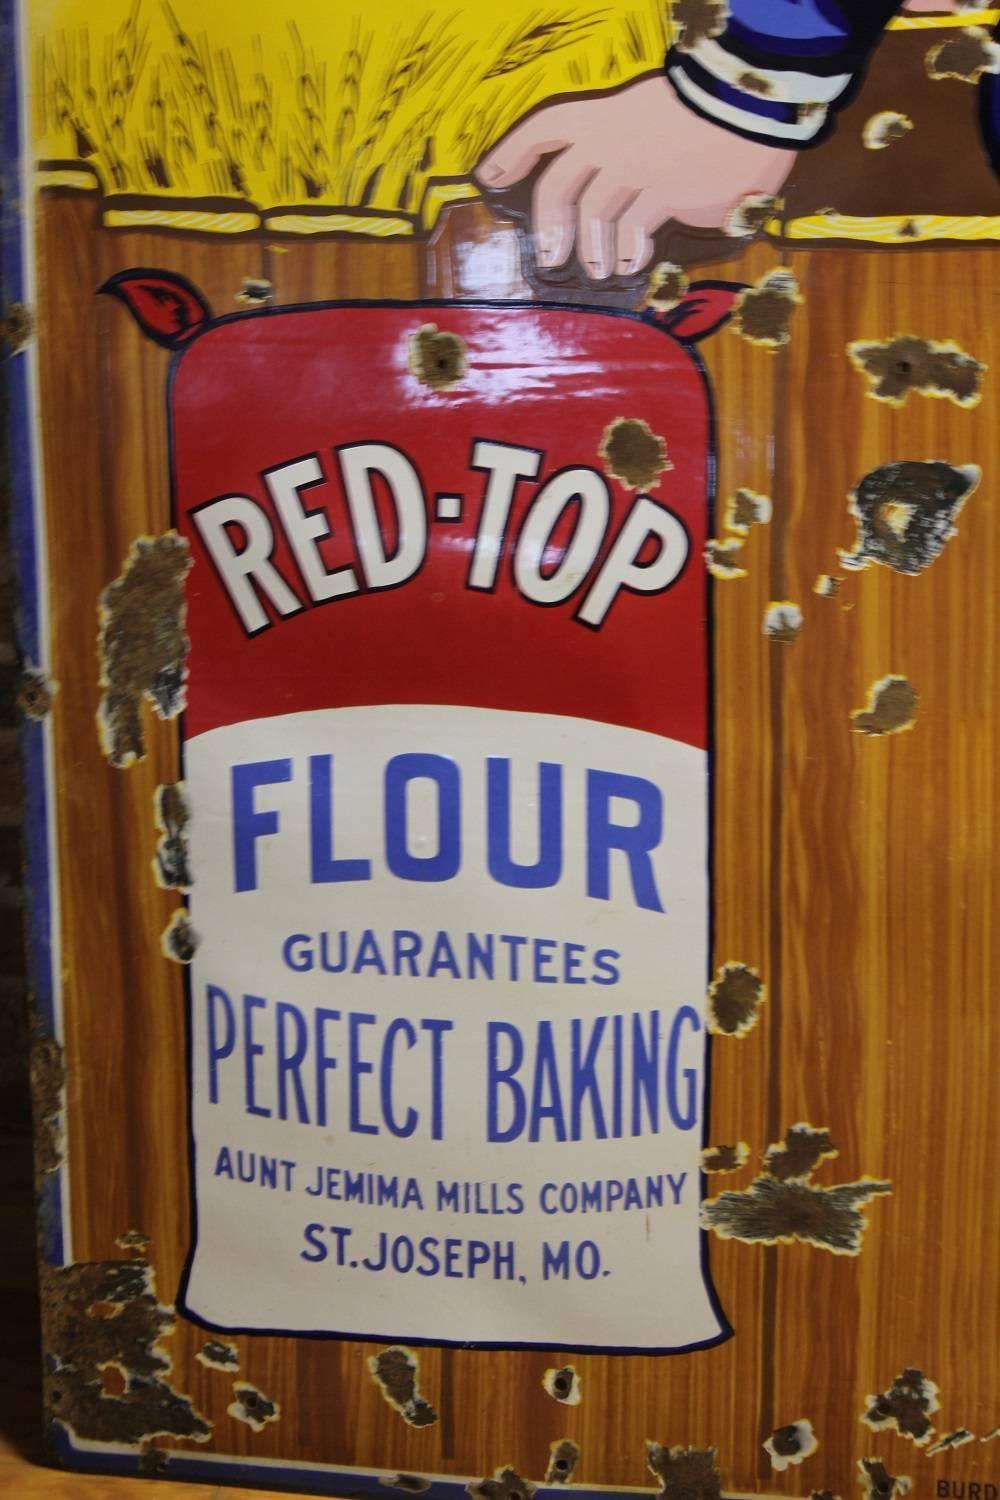 RED-TOP
FLOUR
GUARANTEES
PERFECT BAKING
AUNT JEMIMA MILLS COMPANY
ST. JOSEPH, MO.